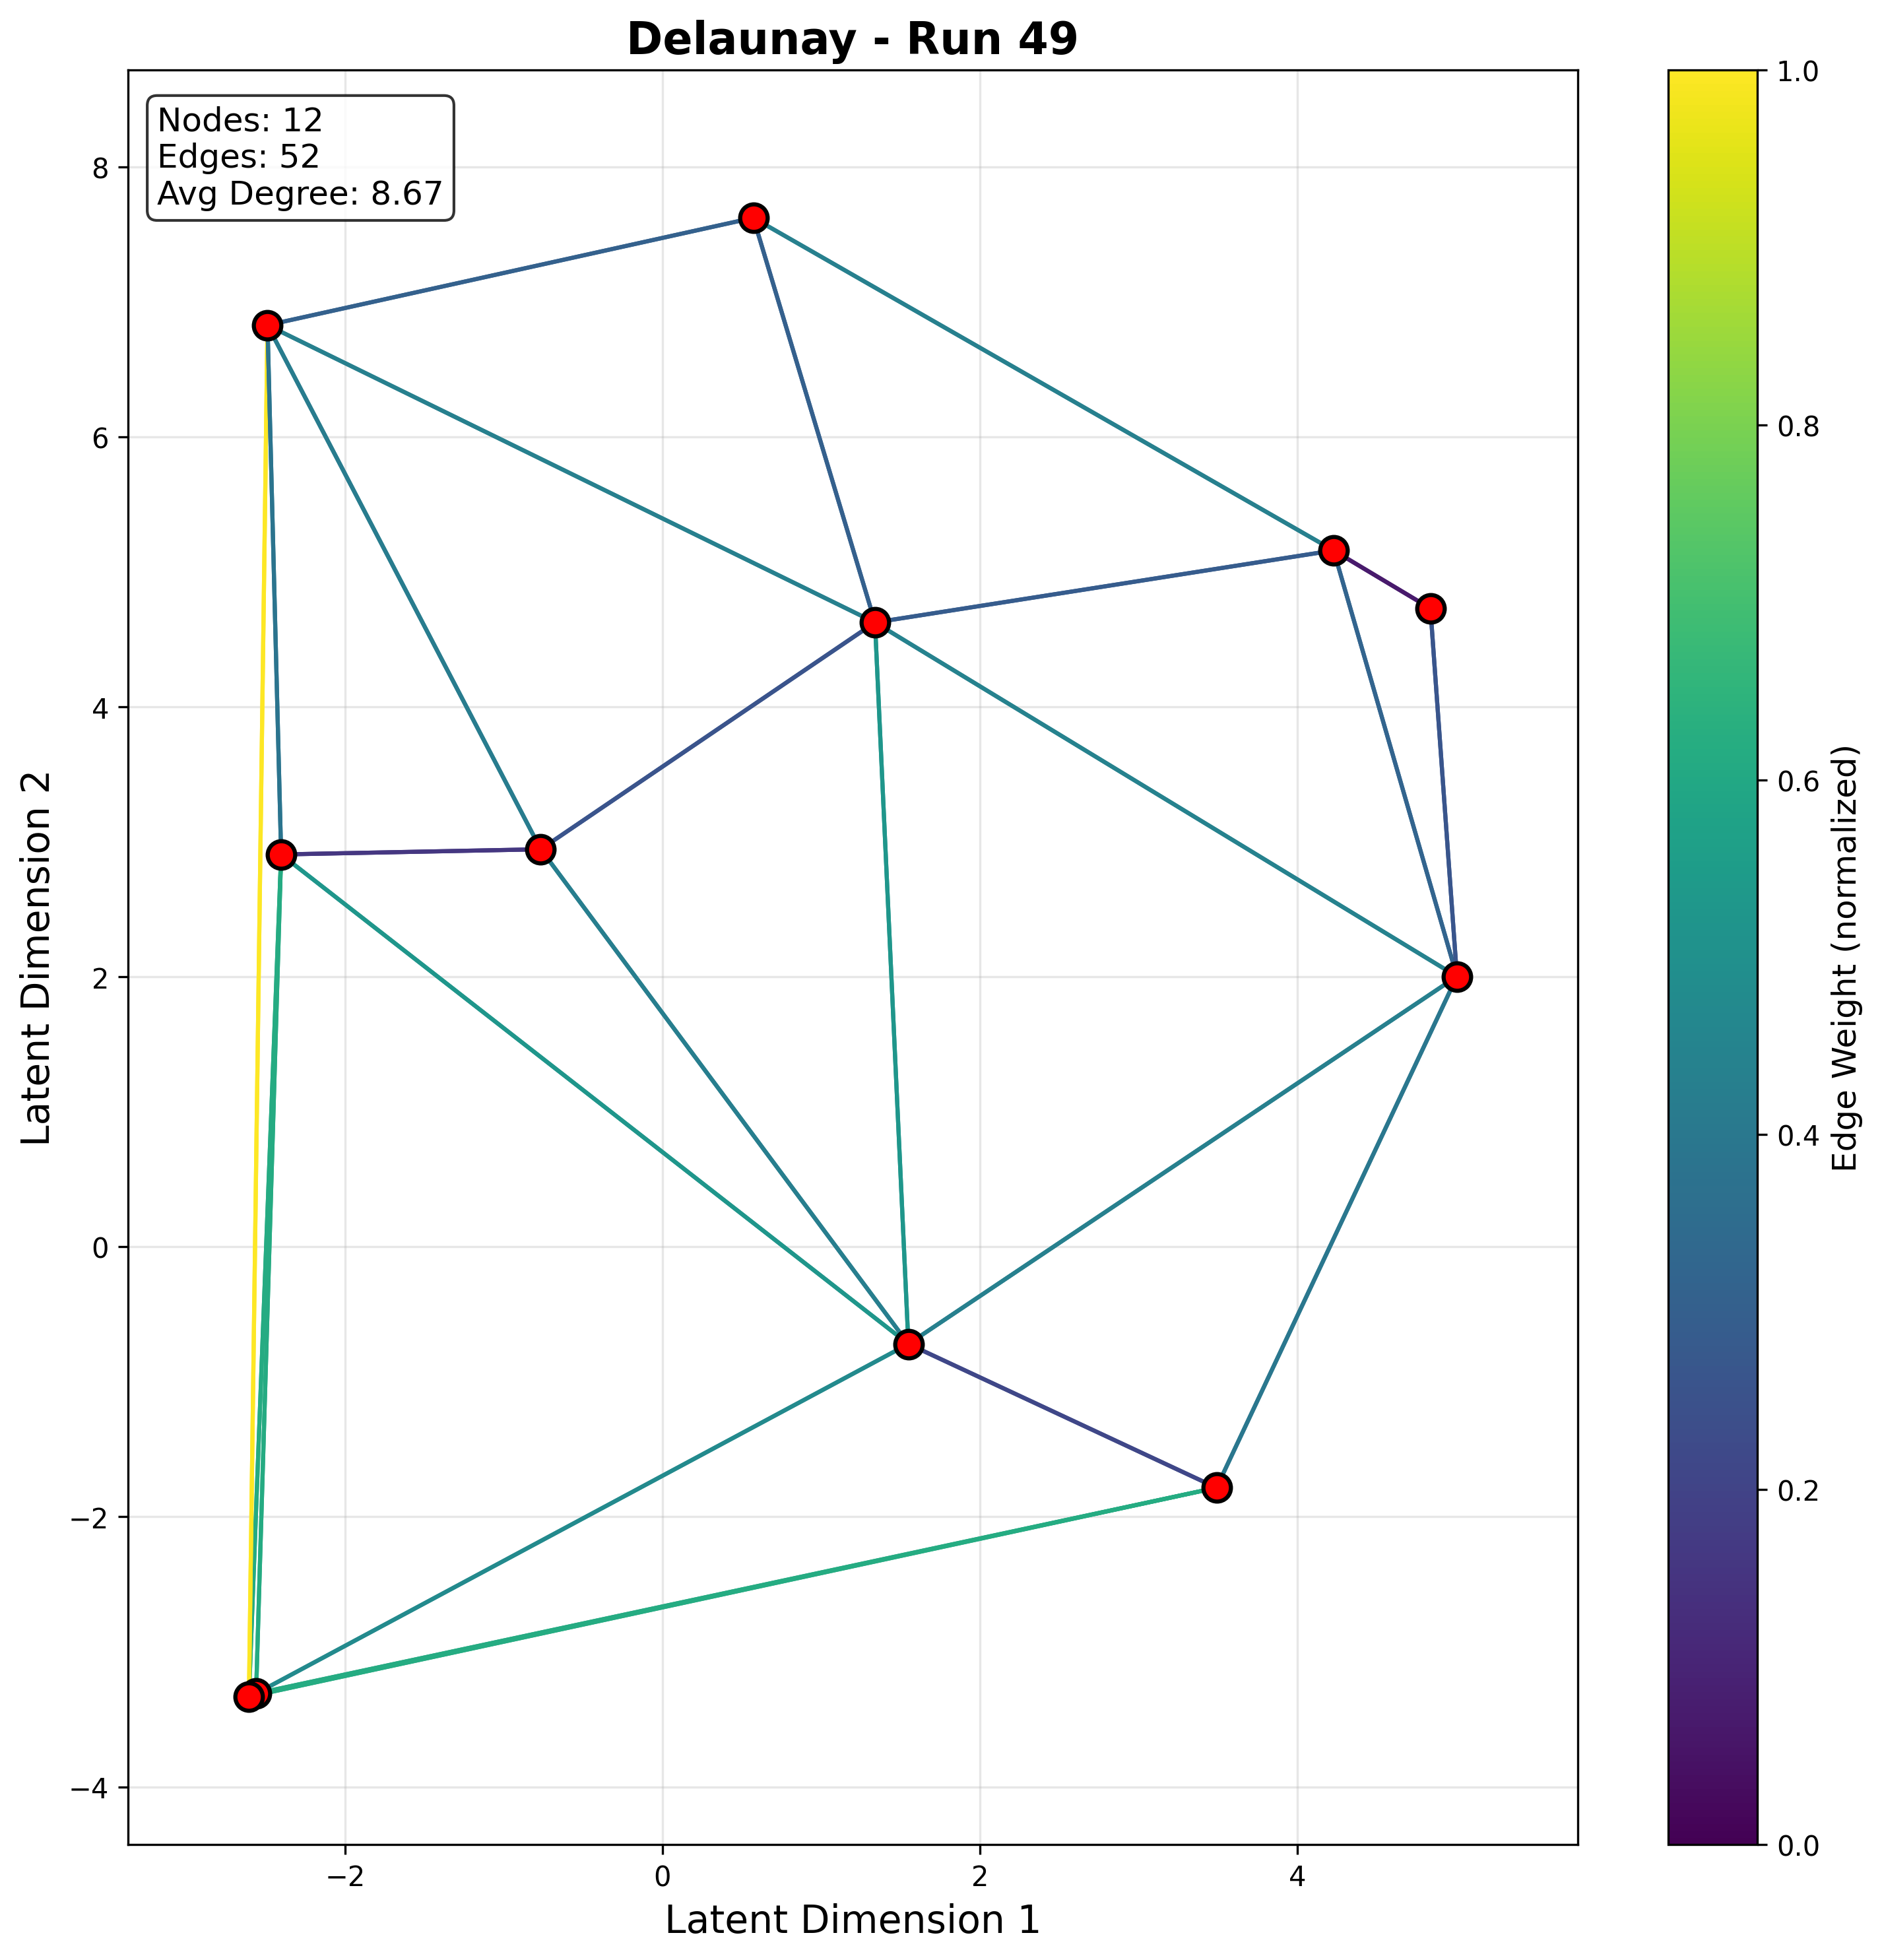 Delaunay - Run 49
Nodes: 12
Edges: 52
Avg Degree: 8.67
8
6
4
2
0
−2
−4
−2
0
2
4
Latent Dimension 1
Latent Dimension 2
1.0
0.8
0.6
0.4
0.2
0.0
Edge Weight (normalized)